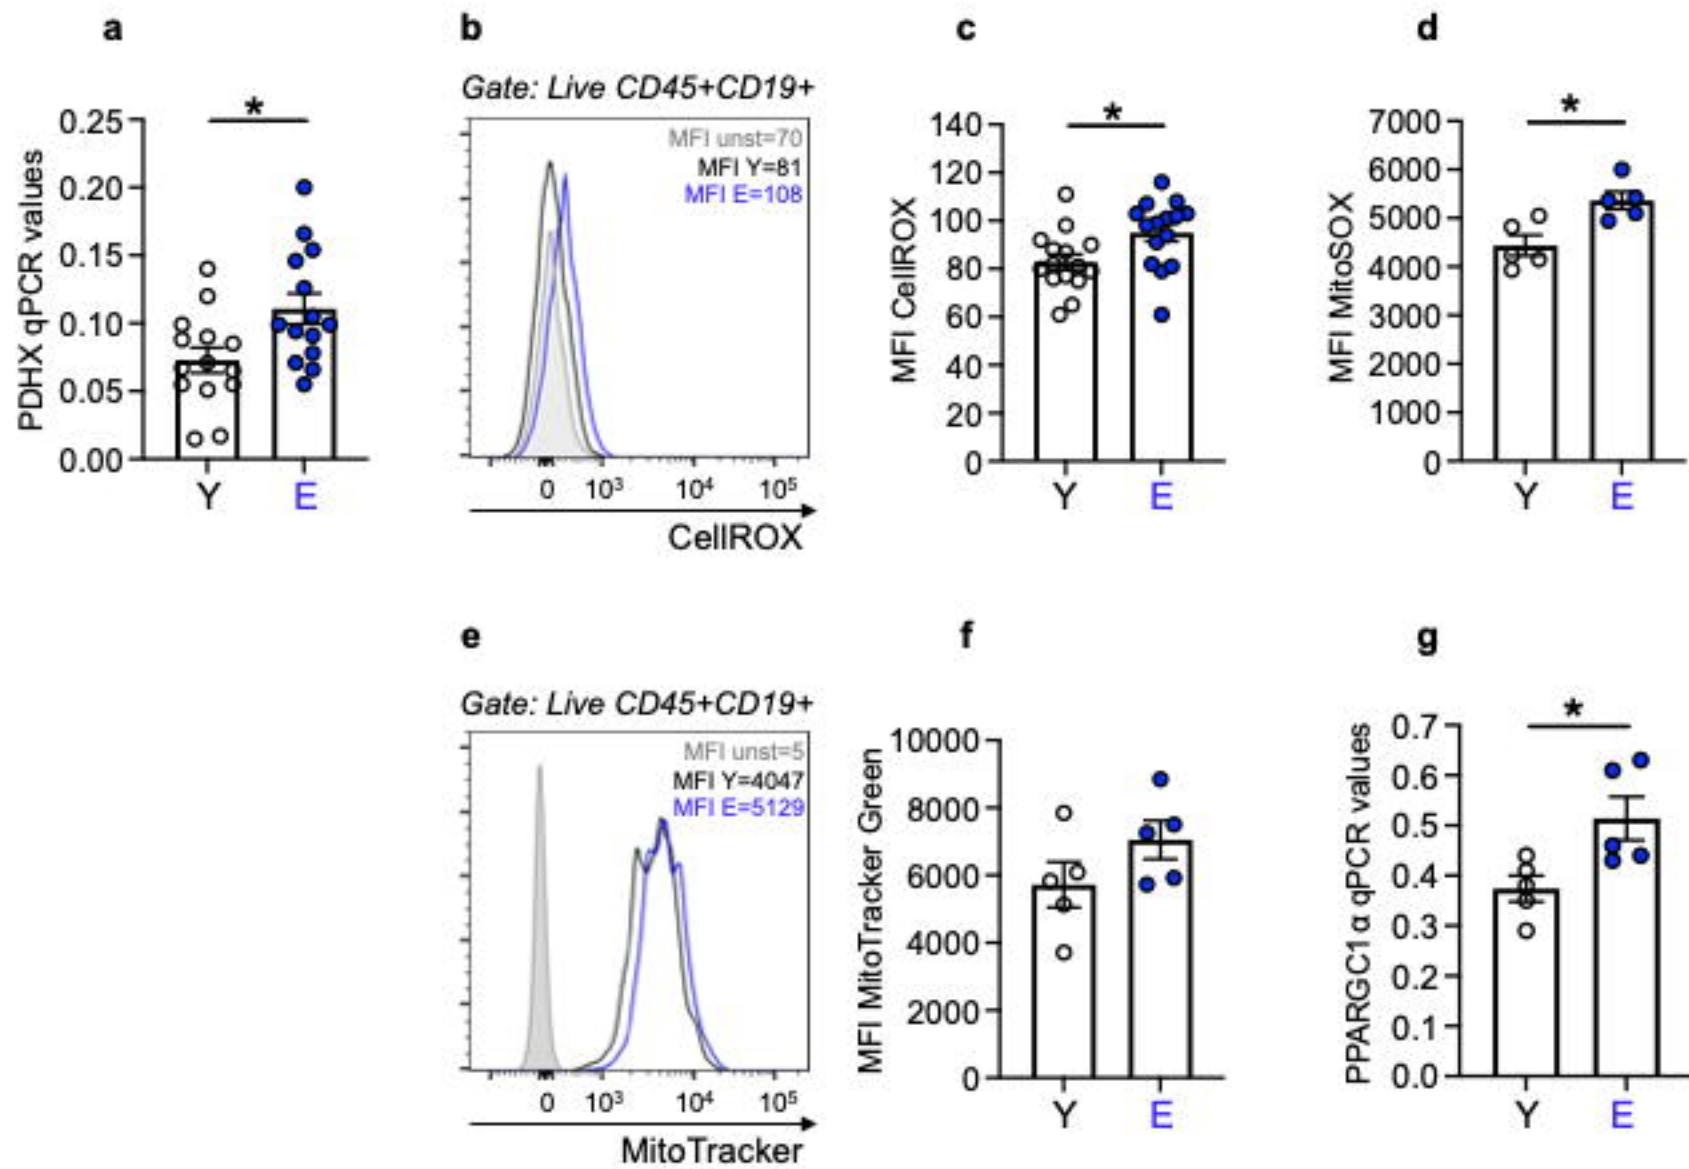 a
PDHX qPCR values
0.25
0.20
0.15
0.10
0.05
0.00
*
Y
E
b
Gate: Live CD45+CD19+
MFI unst=70
MFI Y=81
MFI E=108
0
10³
10⁴
10⁵
CellROX
c
MFI CellROX
140
120
100
80
60
40
20
0
*
Y
E
d
MFI MitoSOX
7000
6000
5000
4000
3000
2000
1000
0
*
Y
E
e
Gate: Live CD45+CD19+
MFI unst=5
MFI Y=4047
MFI E=5129
0
10³
10⁴
10⁵
MitoTracker
f
MFI MitoTracker Green
10000
8000
6000
4000
2000
0
Y
E
g
PPARGC1α qPCR values
0.7
0.6
0.5
0.4
0.3
0.2
0.1
0.0
*
Y
E